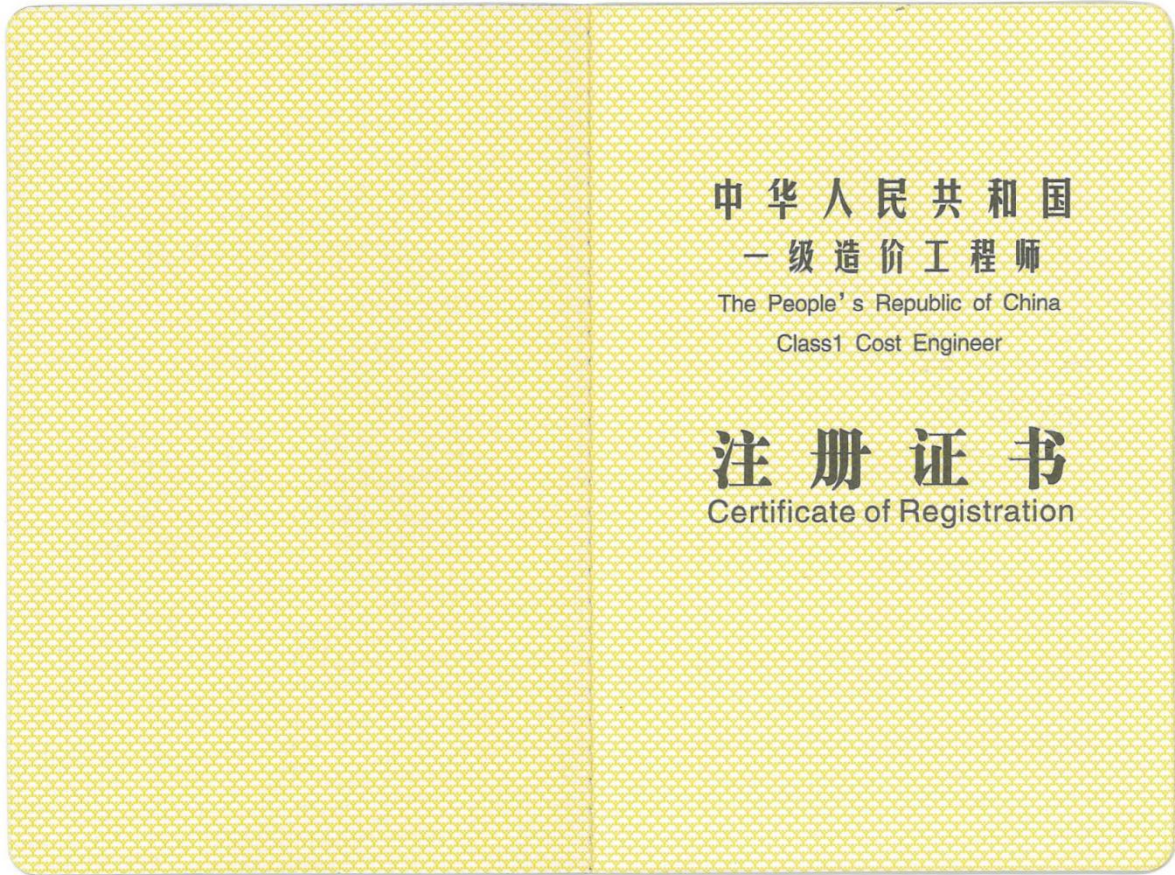 中华人民共和国
一级造价工程师
The People's Republic of China
Class1 Cost Engineer
注册证书
Certificate of Registration